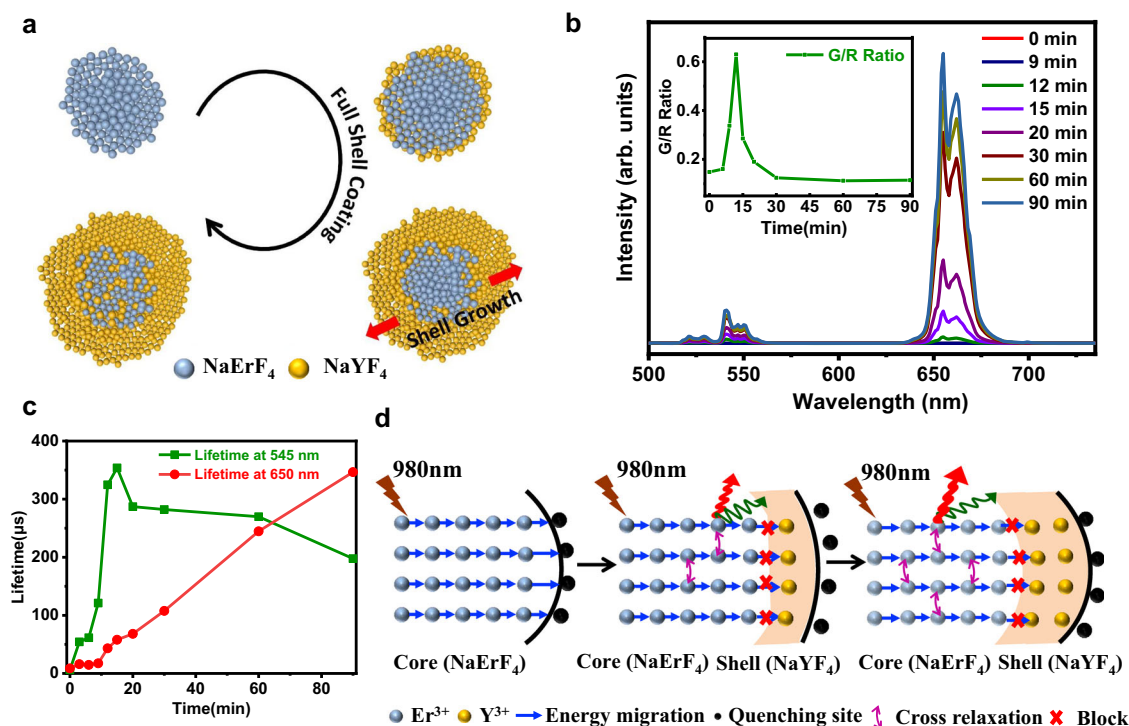 a
Full Shell Coating
Shell Growth
NaErF₄ NaYF₄
b
G/R Ratio
0.6
0.4
0.2
G/R Ratio
0 15 30 45 60 75 90
Time(min)
0 min
9 min
12 min
15 min
20 min
30 min
60 min
90 min
Intensity (arb. units)
500 550 600 650 700
Wavelength (nm)
c
400
300
200
100
0
Lifetime(μs)
Lifetime at 545 nm
Lifetime at 650 nm
0 20 40 60 80
Time(min)
d
980nm 980nm 980nm
Core (NaErF₄) Core (NaErF₄) Shell (NaYF₄) Core (NaErF₄) Shell (NaYF₄)
Er³⁺ Y³⁺ Energy migration Quenching site Cross relaxation Block